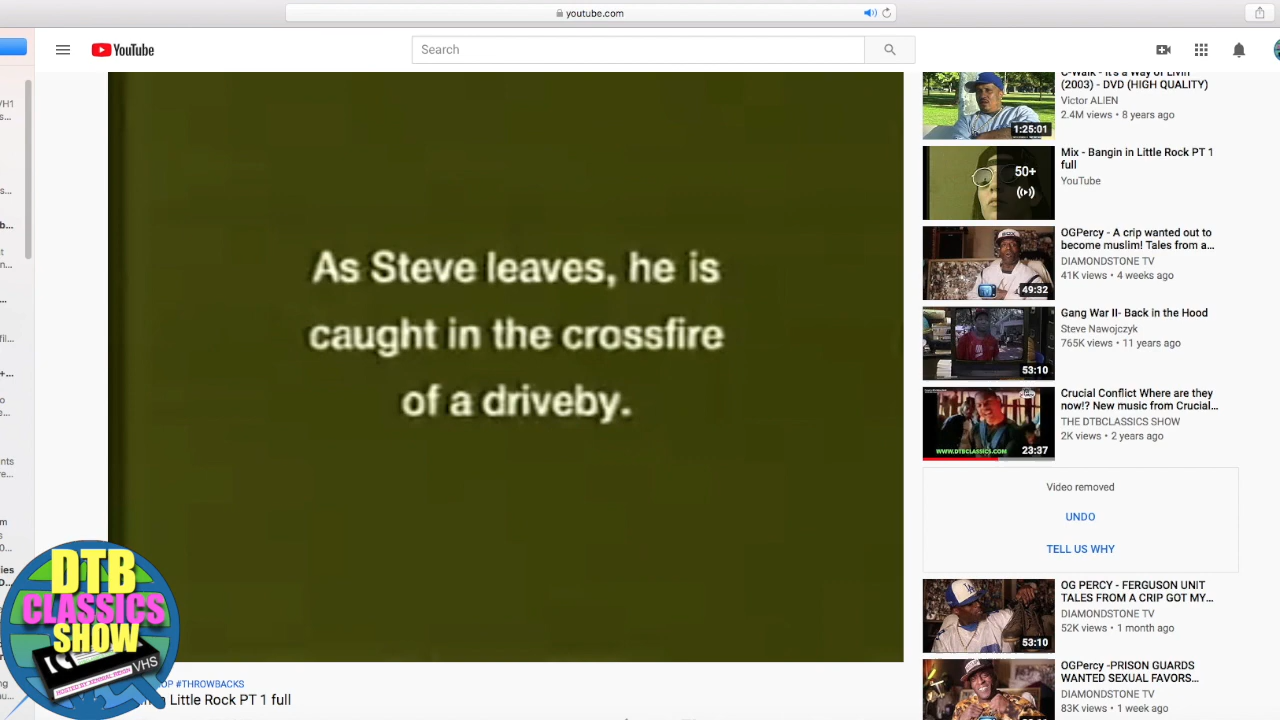 youtube.com
YouTube
Search
As Steve leaves, he is
caught in the crossfire
of a driveby.
#THROWBACKS
Little Rock PT 1 full
DTB
CLASSICS
SHOW
VHS
(2003) - DVD (HIGH QUALITY)
Victor ALIEN
2.4M views • 8 years ago
1:25:01
Mix - Bangin in Little Rock PT 1
full
YouTube
50+
OGPercy - A crip wanted out to
become muslim! Tales from a...
DIAMONDSTONE TV
41K views • 4 weeks ago
49:32
Gang War II- Back in the Hood
Steve Nawojczyk
765K views • 11 years ago
53:10
Crucial Conflict Where are they
now!? New music from Crucial...
THE DTBCLASSICS SHOW
2K views • 2 years ago
WWW.DTBCLASSICS.COM
23:37
Video removed
UNDO
TELL US WHY
OG PERCY - FERGUSON UNIT
TALES FROM A CRIP GOT MY...
DIAMONDSTONE TV
52K views • 1 month ago
53:10
OGPercy -PRISON GUARDS
WANTED SEXUAL FAVORS...
DIAMONDSTONE TV
83K views • 1 week ago